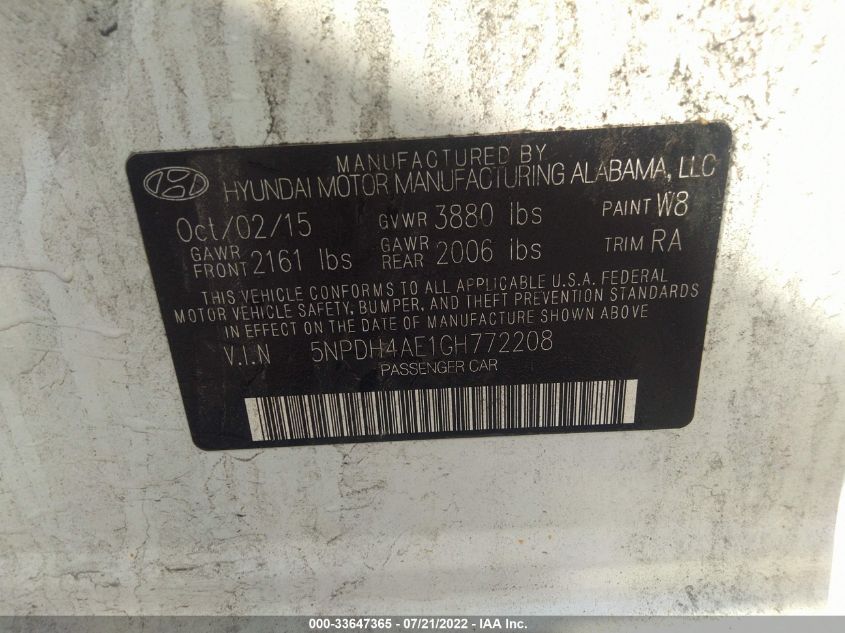 MANUFACTURED BY
HYUNDAI MOTOR MANUFACTURING ALABAMA, LLC
Oct/02/15 GVWR 3880 lbs PAINT W8
GAWR FRONT 2161 lbs GAWR REAR 2006 lbs TRIM RA
THIS VEHICLE CONFORMS TO ALL APPLICABLE U.S.A. FEDERAL
MOTOR VEHICLE SAFETY, BUMPER, AND THEFT PREVENTION STANDARDS
IN EFFECT ON THE DATE OF MANUFACTURE SHOWN ABOVE.
V.I.N 5NPDH4AE1GH772208
PASSENGER CAR
000-33647365 - 07/21/2022 - IAA Inc.